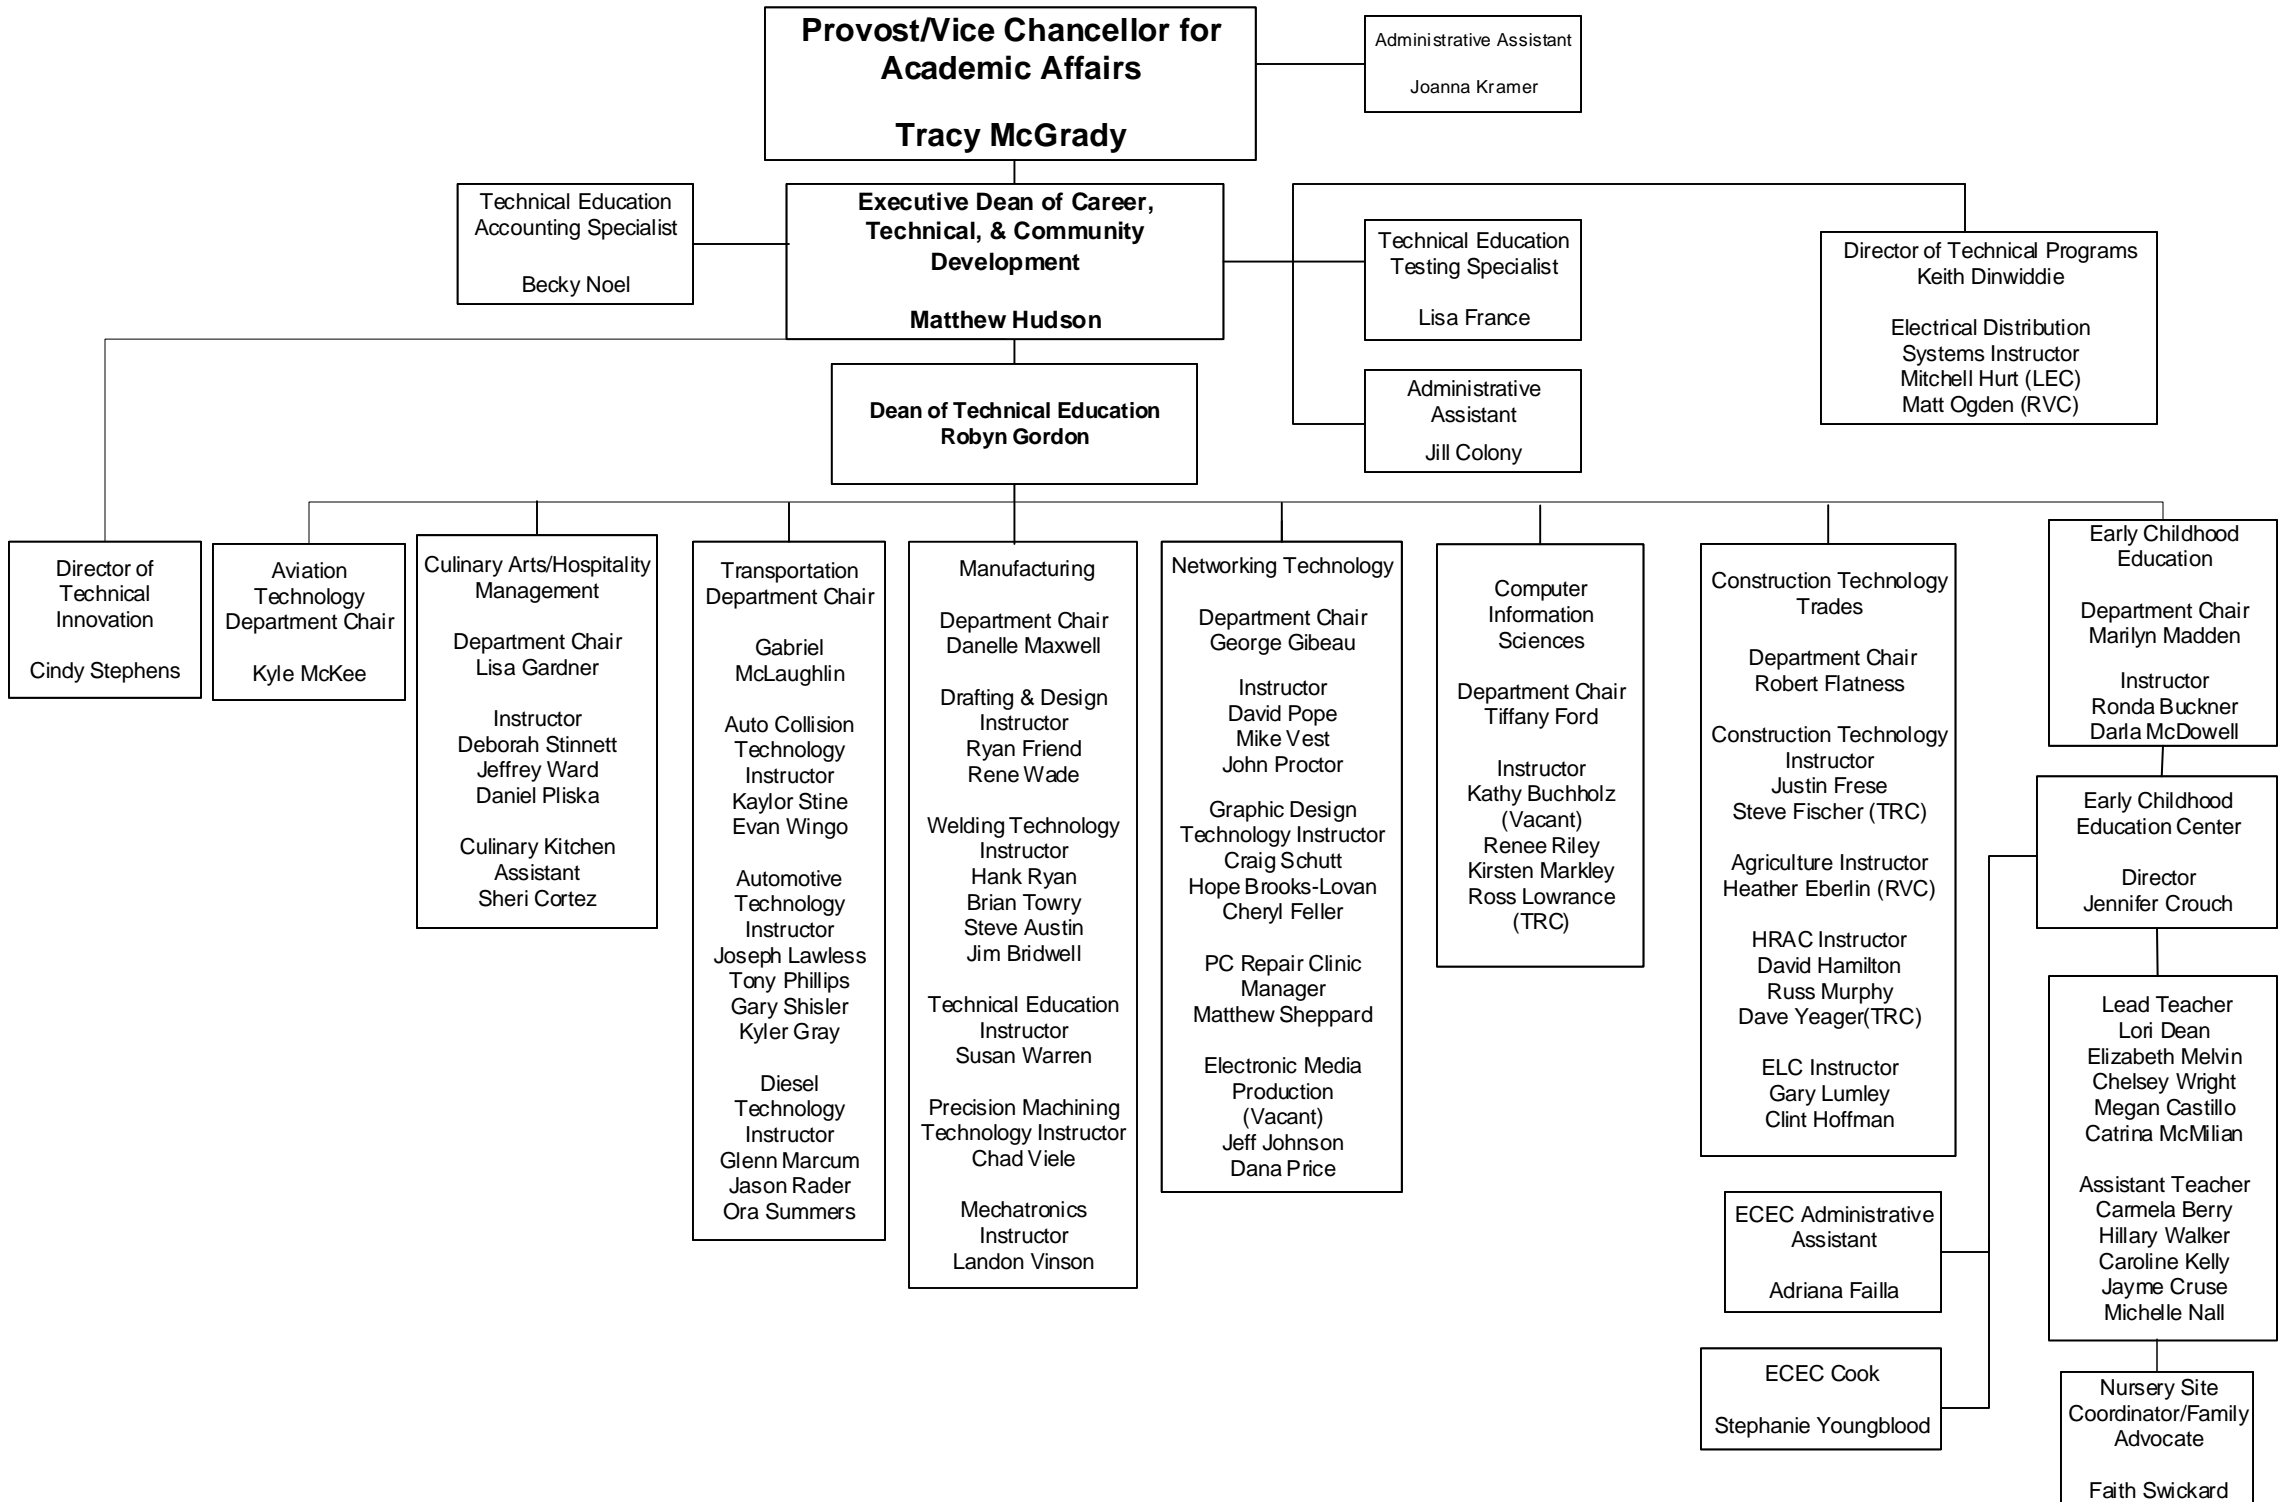 Provost/Vice Chancellor for
Academic Affairs
Tracy McGrady
Administrative Assistant
Joanna Kramer
Technical Education
Accounting Specialist
Becky Noel
Executive Dean of Career,
Technical, & Community
Development
Matthew Hudson
Technical Education
Testing Specialist
Lisa France
Director of Technical Programs
Keith Dinwiddie
Electrical Distribution
Systems Instructor
Mitchell Hurt (LEC)
Matt Ogden (RVC)
Administrative
Assistant
Jill Colony
Dean of Technical Education
Robyn Gordon
Director of
Technical
Innovation
Cindy Stephens
Aviation
Technology
Department Chair
Kyle McKee
Culinary Arts/Hospitality
Management
Department Chair
Lisa Gardner
Instructor
Deborah Stinnett
Jeffrey Ward
Daniel Pliska
Culinary Kitchen
Assistant
Sheri Cortez
Transportation
Department Chair
Gabriel
McLaughlin
Auto Collision
Technology
Instructor
Kaylor Stine
Evan Wingo
Automotive
Technology
Instructor
Joseph Lawless
Tony Phillips
Gary Shisler
Kyler Gray
Diesel
Technology
Instructor
Glenn Marcum
Jason Rader
Ora Summers
Manufacturing
Department Chair
Danelle Maxwell
Drafting & Design
Instructor
Ryan Friend
Rene Wade
Welding Technology
Instructor
Hank Ryan
Brian Towry
Steve Austin
Jim Bridwell
Technical Education
Instructor
Susan Warren
Precision Machining
Technology Instructor
Chad Viele
Mechatronics
Instructor
Landon Vinson
Networking Technology
Department Chair
George Gibeau
Instructor
David Pope
Mike Vest
John Proctor
Graphic Design
Technology Instructor
Craig Schutt
Hope Brooks-Lovan
Cheryl Feller
PC Repair Clinic
Manager
Matthew Sheppard
Electronic Media
Production
(Vacant)
Jeff Johnson
Dana Price
Computer
Information
Sciences
Department Chair
Tiffany Ford
Instructor
Kathy Buchholz
(Vacant)
Renee Riley
Kirsten Markley
Ross Lowrance
(TRC)
Construction Technology
Trades
Department Chair
Robert Flatness
Construction Technology
Instructor
Justin Frese
Steve Fischer (TRC)
Agriculture Instructor
Heather Eberlin (RVC)
HRAC Instructor
David Hamilton
Russ Murphy
Dave Yeager(TRC)
ELC Instructor
Gary Lumley
Clint Hoffman
Early Childhood
Education
Department Chair
Marilyn Madden
Instructor
Ronda Buckner
Darla McDowell
Early Childhood
Education Center
Director
Jennifer Crouch
Lead Teacher
Lori Dean
Elizabeth Melvin
Chelsey Wright
Megan Castillo
Catrina McMilian
Assistant Teacher
Carmela Berry
Hillary Walker
Caroline Kelly
Jayme Cruse
Michelle Nall
ECEC Administrative
Assistant
Adriana Failla
ECEC Cook
Stephanie Youngblood
Nursery Site
Coordinator/Family
Advocate
Faith Swickard